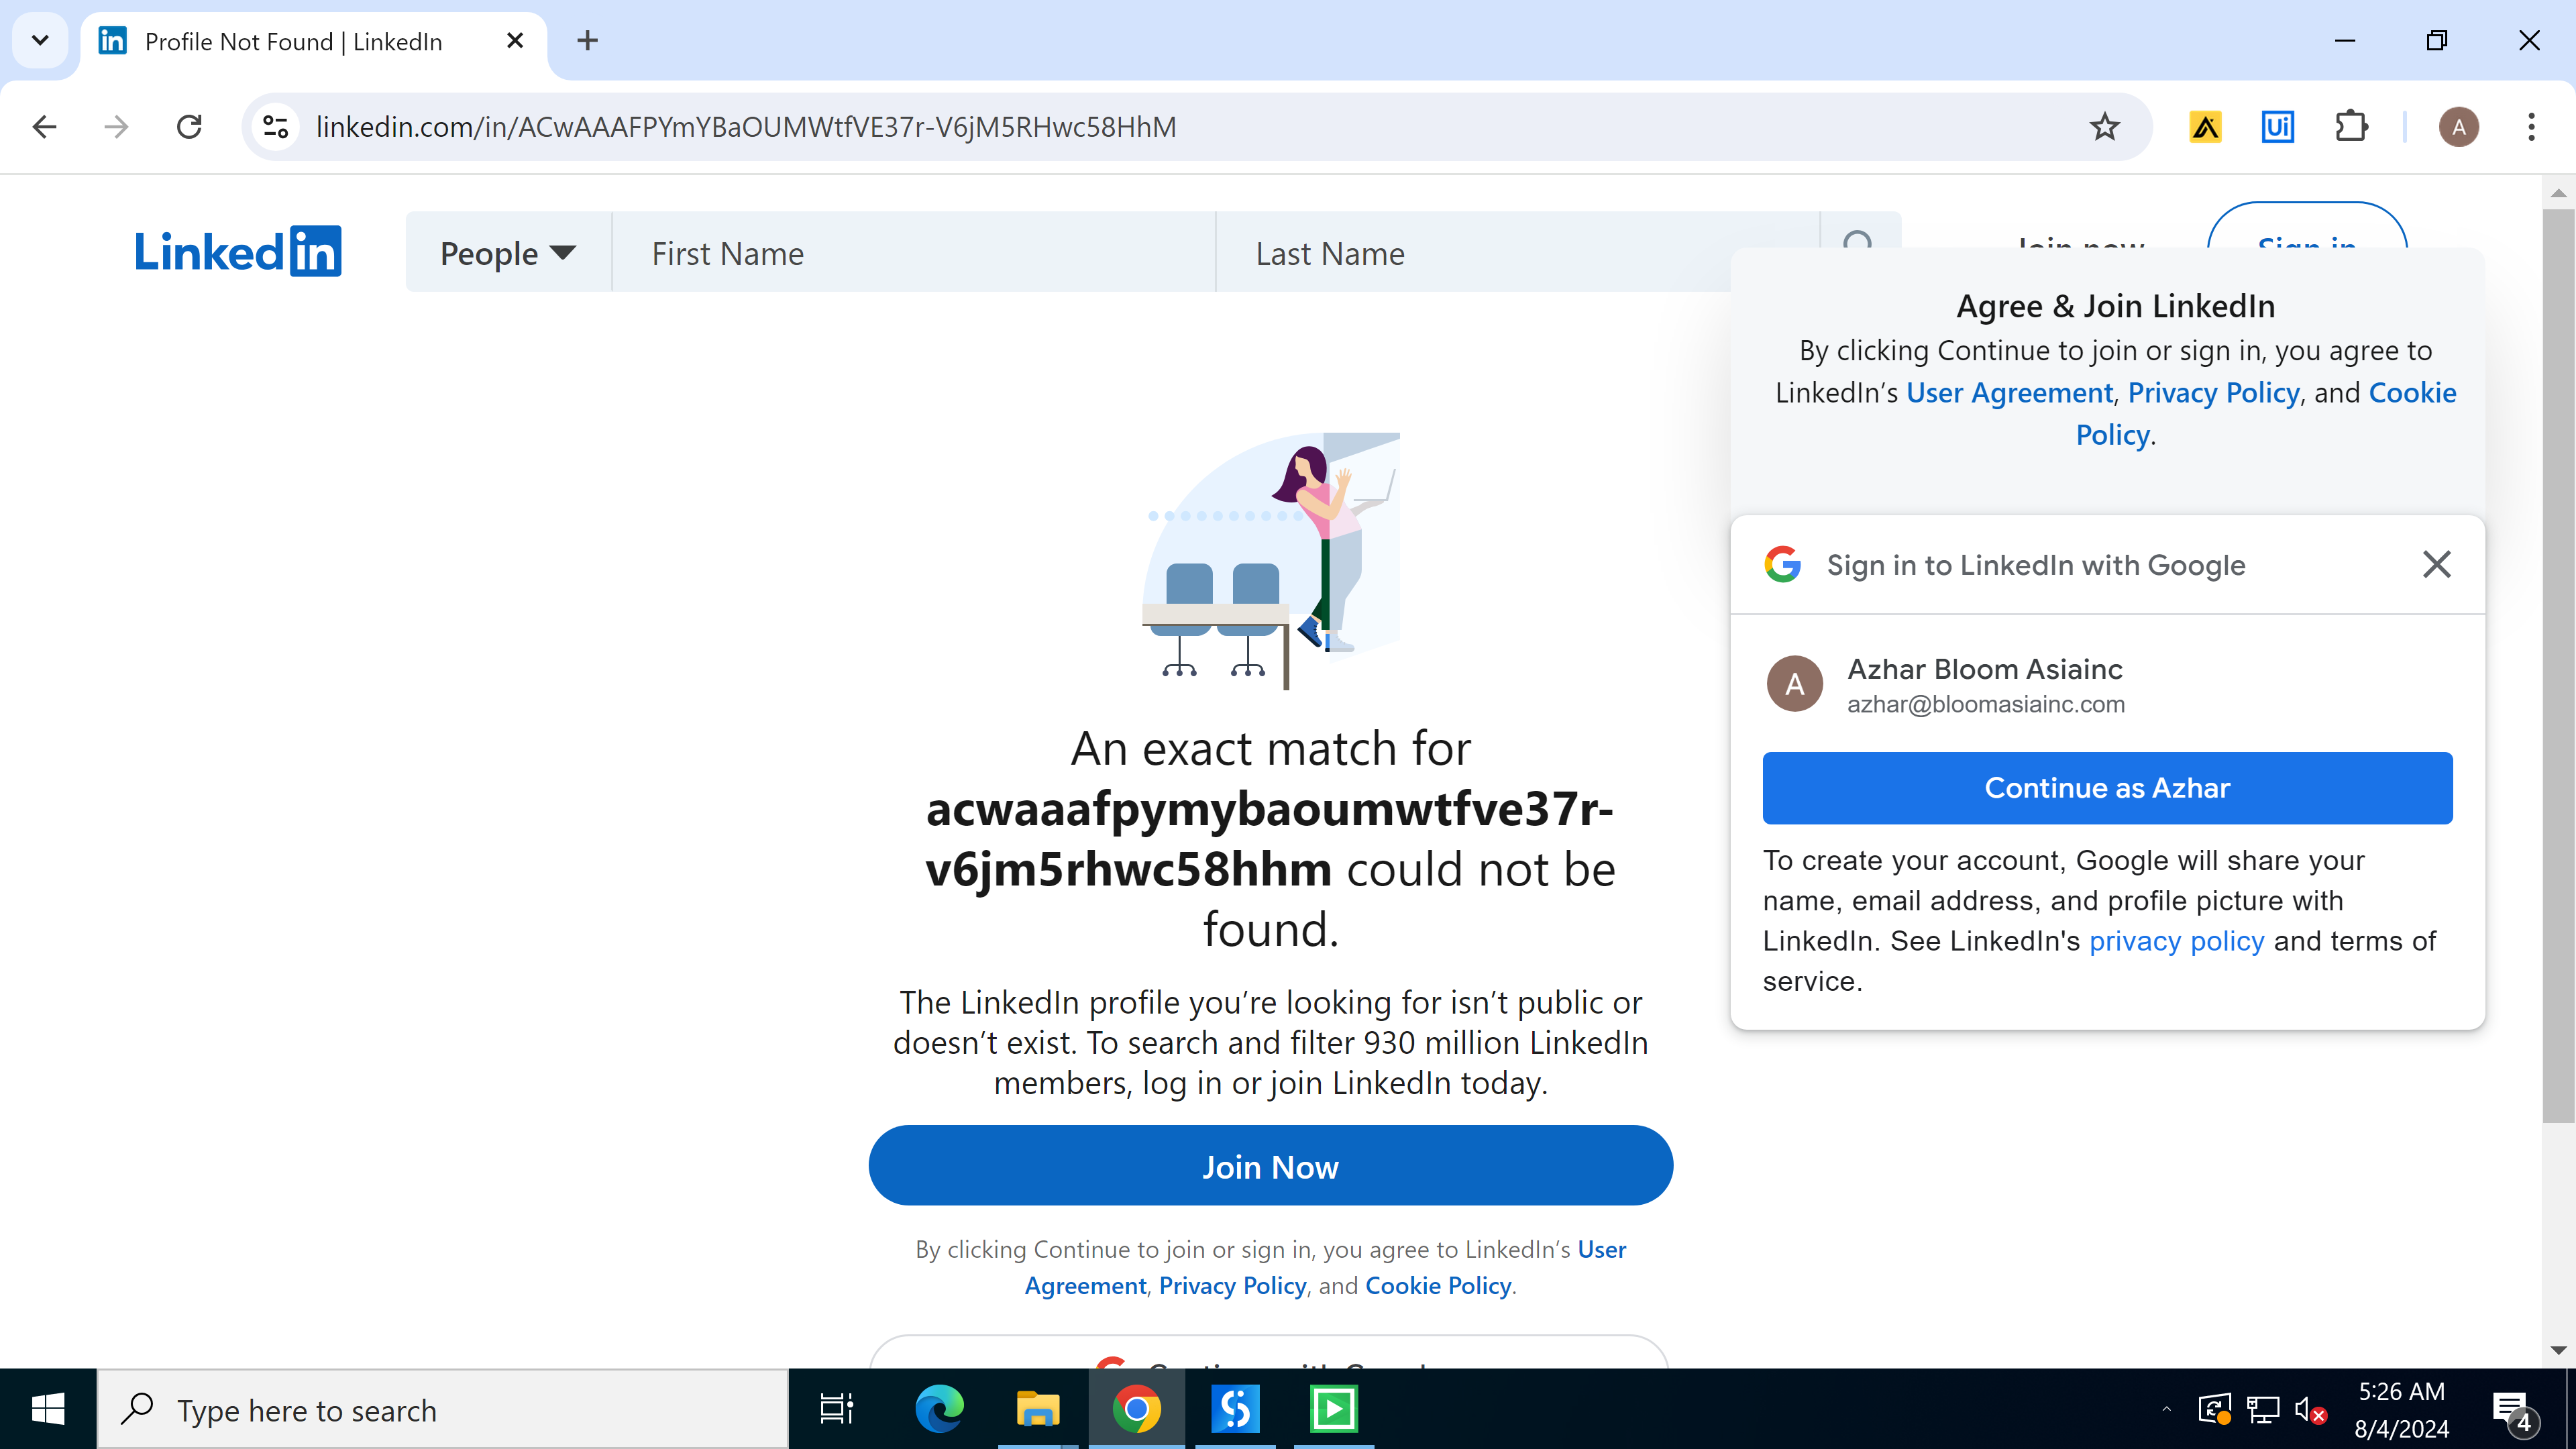 Profile Not Found | LinkedIn
linkedin.com/in/ACwAAAFPYmYBaOUMWtfVE37r-V6jM5RHwc58HhM
Ui
A
Linked in
People
First Name
Last Name
Join now
Sign in
Agree & Join LinkedIn
By clicking Continue to join or sign in, you agree to
LinkedIn’s User Agreement, Privacy Policy, and Cookie
Policy.
Sign in to LinkedIn with Google
A
Azhar Bloom Asiainc
azhar@bloomasiainc.com
Continue as Azhar
To create your account, Google will share your
name, email address, and profile picture with
LinkedIn. See LinkedIn's privacy policy and terms of
service.
An exact match for
acwaaafpymybaoumwtfve37r-
v6jm5rhwc58hhm could not be
found.
The LinkedIn profile you’re looking for isn’t public or
doesn’t exist. To search and filter 930 million LinkedIn
members, log in or join LinkedIn today.
Join Now
By clicking Continue to join or sign in, you agree to LinkedIn’s User
Agreement, Privacy Policy, and Cookie Policy.
Type here to search
5:26 AM
8/4/2024
4